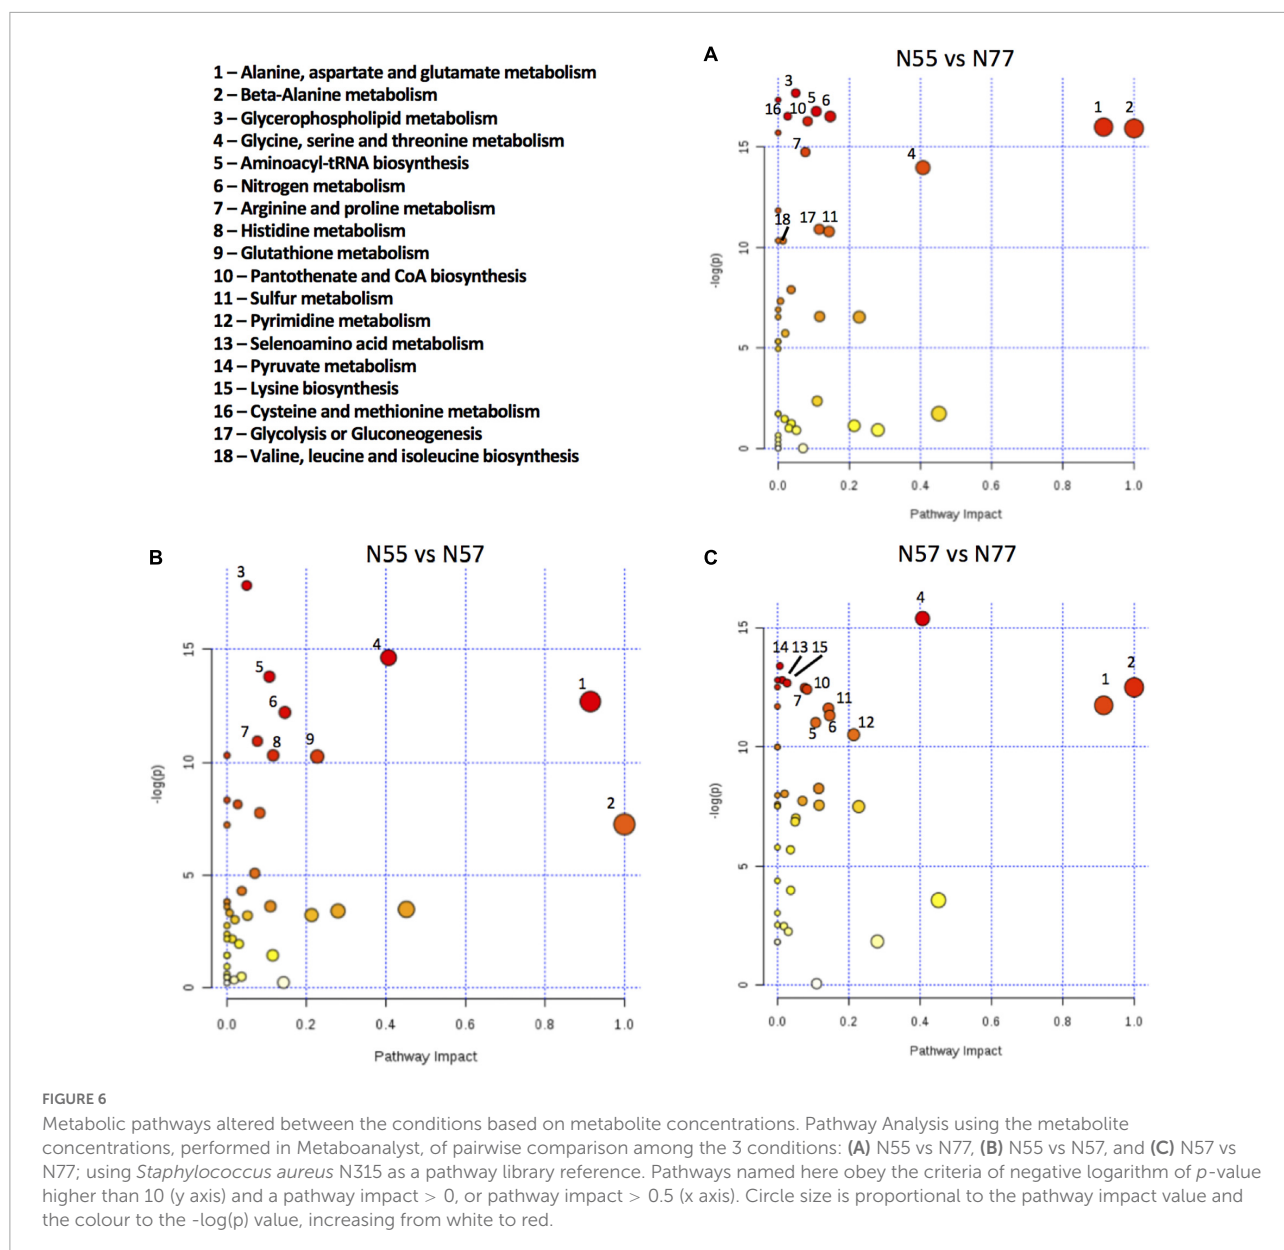 1 – Alanine, aspartate and glutamate metabolism
2 – Beta-Alanine metabolism
3 – Glycerophospholipid metabolism
4 – Glycine, serine and threonine metabolism
5 – Aminoacyl-tRNA biosynthesis
6 – Nitrogen metabolism
7 – Arginine and proline metabolism
8 – Histidine metabolism
9 – Glutathione metabolism
10 – Pantothenate and CoA biosynthesis
11 – Sulfur metabolism
12 – Pyrimidine metabolism
13 – Selenoamino acid metabolism
14 – Pyruvate metabolism
15 – Lysine biosynthesis
16 – Cysteine and methionine metabolism
17 – Glycolysis or Gluconeogenesis
18 – Valine, leucine and isoleucine biosynthesis
A
N55 vs N77
3
5 6
16 10
1 2
7
4
18 17 11
15
10
5
0
-log(p)
0.0 0.2 0.4 0.6 0.8 1.0
Pathway Impact
B
N55 vs N57
3
4
5
1
6
7 8 9
2
15
10
5
0
-log(p)
0.0 0.2 0.4 0.6 0.8 1.0
Pathway Impact
C
N57 vs N77
4
14 13 15
2
10
1
7
11
5 6 12
15
10
5
0
-log(p)
0.0 0.2 0.4 0.6 0.8 1.0
Pathway Impact
FIGURE 6
Metabolic pathways altered between the conditions based on metabolite concentrations. Pathway Analysis using the metabolite
concentrations, performed in Metaboanalyst, of pairwise comparison among the 3 conditions: (A) N55 vs N77, (B) N55 vs N57, and (C) N57 vs
N77; using Staphylococcus aureus N315 as a pathway library reference. Pathways named here obey the criteria of negative logarithm of p-value
higher than 10 (y axis) and a pathway impact > 0, or pathway impact > 0.5 (x axis). Circle size is proportional to the pathway impact value and
the colour to the -log(p) value, increasing from white to red.